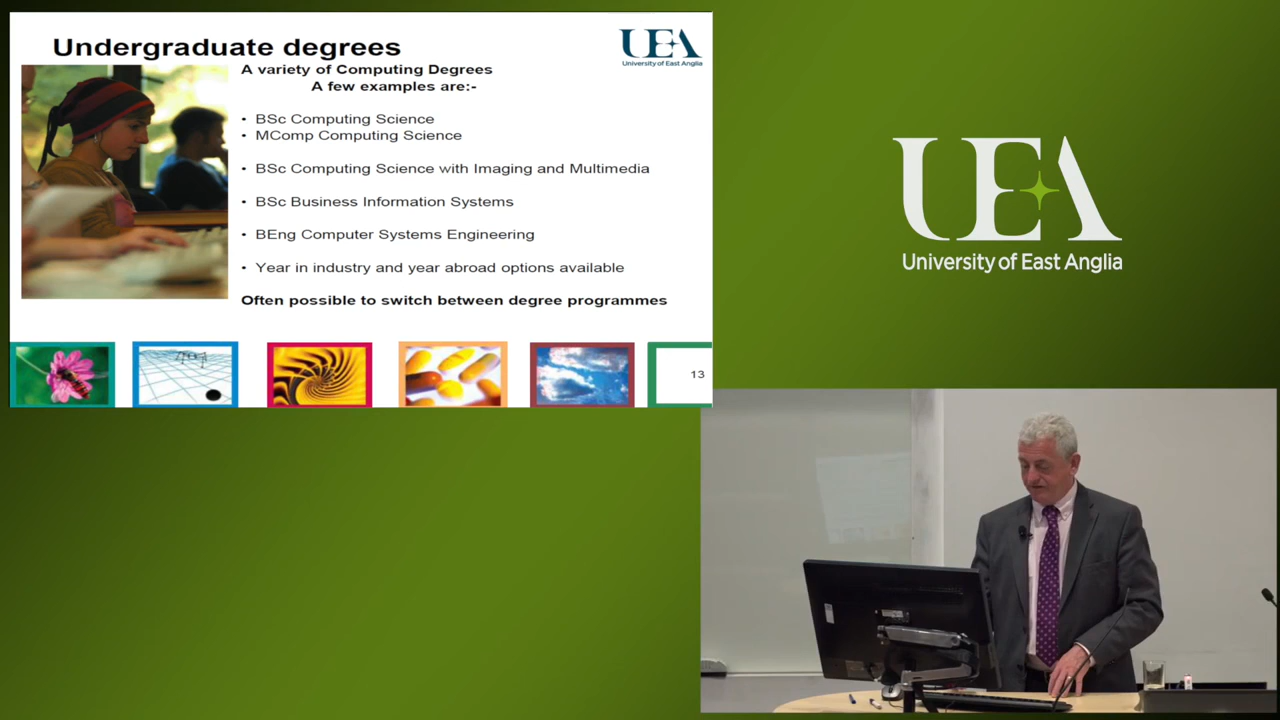 Undergraduate degrees
UEA
University of East Anglia
A variety of Computing Degrees
A few examples are:-
• BSc Computing Science
• MComp Computing Science
• BSc Computing Science with Imaging and Multimedia
• BSc Business Information Systems
• BEng Computer Systems Engineering
• Year in industry and year abroad options available
Often possible to switch between degree programmes
13
UEA
University of East Anglia